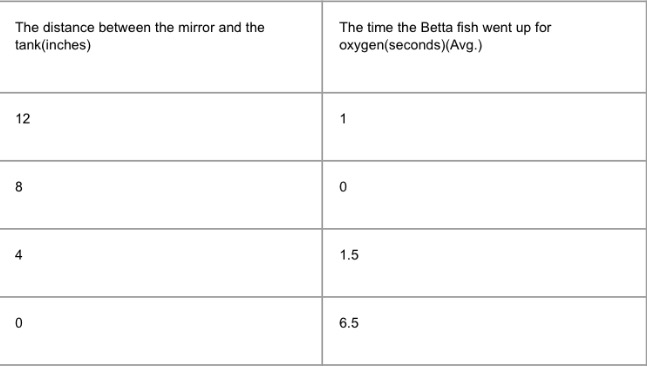 The distance between the mirror and the
tank(inches)
The time the Betta fish went up for
oxygen(seconds)(Avg.)
12
1
8
0
4
1.5
0
6.5